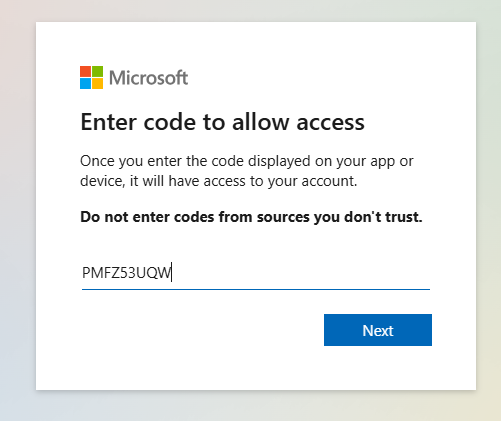 Microsoft
Enter code to allow access
Once you enter the code displayed on your app or
device, it will have access to your account.
Do not enter codes from sources you don't trust.
PMFZ53UQW
Next